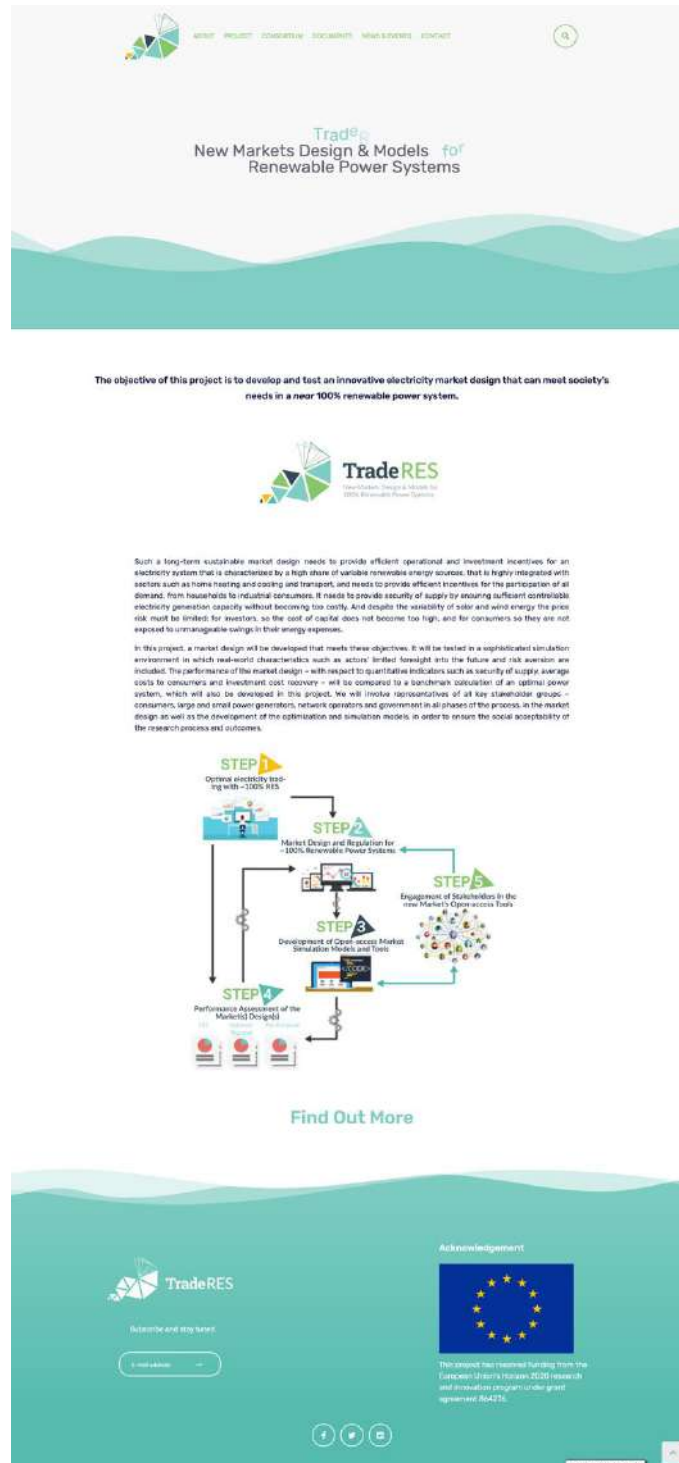 ABOUT PROJECT CONSORTIUM DOCUMENTS NEWS & EVENTS CONTACT
TradeR
New Markets Design & Models for
Renewable Power Systems
The objective of this project is to develop and test an innovative electricity market design that can meet society's
needs in a near 100% renewable power system.
TradeRES
New Markets Design & Models for
100% Renewable Power Systems
Such a long-term sustainable market design needs to provide efficient operational and investment incentives for an
electricity system that is characterized by a high share of variable renewable energy sources, that is highly integrated with
sectors such as home heating and cooling and transport, and needs to provide efficient incentives for the participation of all
demand, from households to industrial consumers. It needs to provide security of supply by ensuring sufficient controllable
electricity generation capacity without becoming too costly. And despite the variability of solar and wind energy the price
risk must be limited: for investors, so the cost of capital does not become too high, and for consumers so they are not
exposed to unmanageable swings in their energy expenses.
In this project, a market design will be developed that meets these objectives. It will be tested in a sophisticated simulation
environment in which real-world characteristics such as actors' limited foresight into the future and risk aversion are
included. The performance of the market design – with respect to quantitative indicators such as security of supply, average
costs to consumers and investment cost recovery – will be compared to a benchmark calculation of an optimal power
system, which will also be developed in this project. We will involve representatives of all key stakeholder groups –
consumers, large and small power generators, network operators and government in all phases of the process, in the market
design as well as the development of the optimization and simulation models, in order to ensure the social acceptability of
the research process and outcomes.
STEP 1
Optimal electricity trad-
ing with ~100% RES
STEP 2
Market Design and Regulation for
~100% Renewable Power Systems
STEP 5
Engagement of Stakeholders in the
new Market's Open-access Tools
STEP 3
Development of Open-access Market
Simulation Models and Tools
</CODE>
STEP 4
Performance Assessment of the
Market(s) Design(s)
Find Out More
Acknowledgement
TradeRES
Subscribe and stay tuned
E-mail address
This project has received funding from the
European Union's Horizon 2020 research
and innovation program under grant
agreement 864276